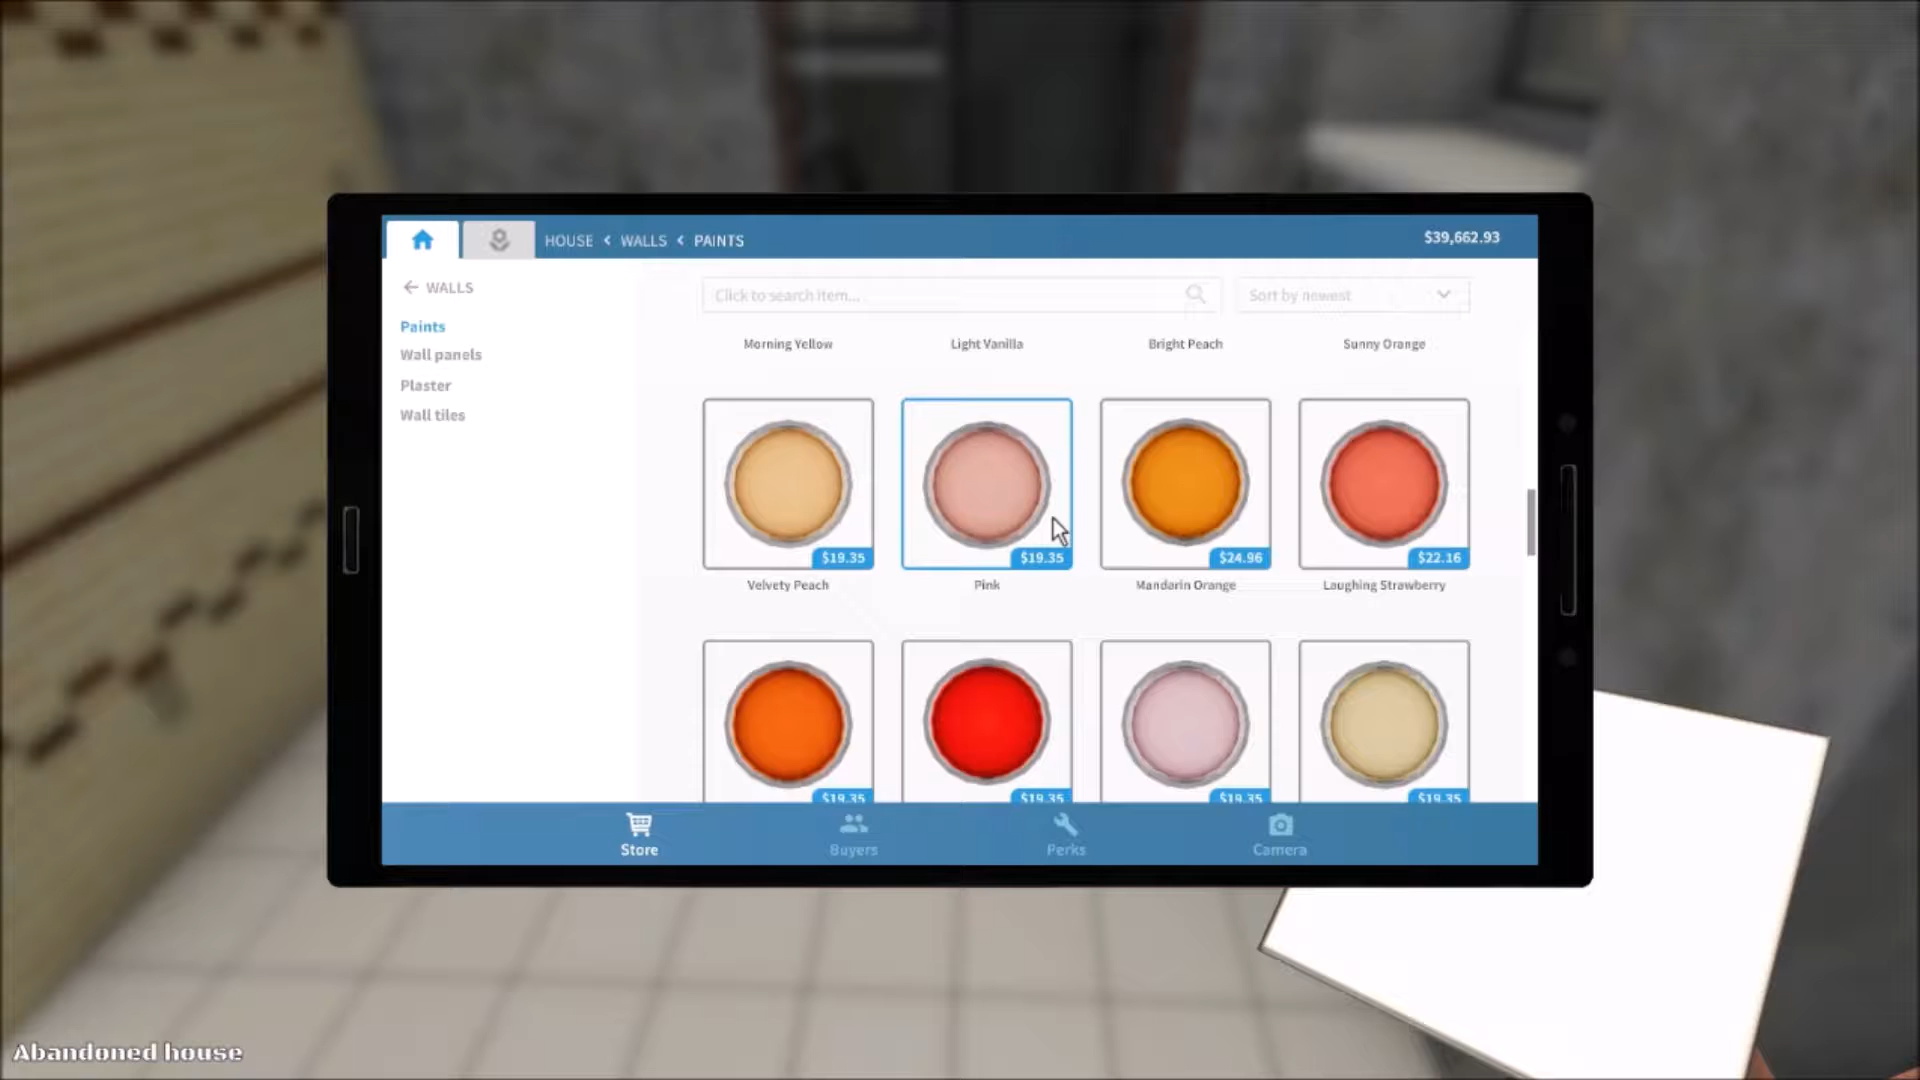 HOUSE < WALLS < PAINTS
$39,662.93
WALLS
Click to search item...
Sort by newest
Paints
Wall panels
Plaster
Wall tiles
Morning Yellow
Light Vanilla
Bright Peach
Sunny Orange
$19.35
$19.35
$24.96
$22.16
Velvety Peach
Pink
Mandarin Orange
Laughing Strawberry
$19.35
$19.35
$19.35
$19.35
Store
Buyers
Perks
Camera
Abandoned house